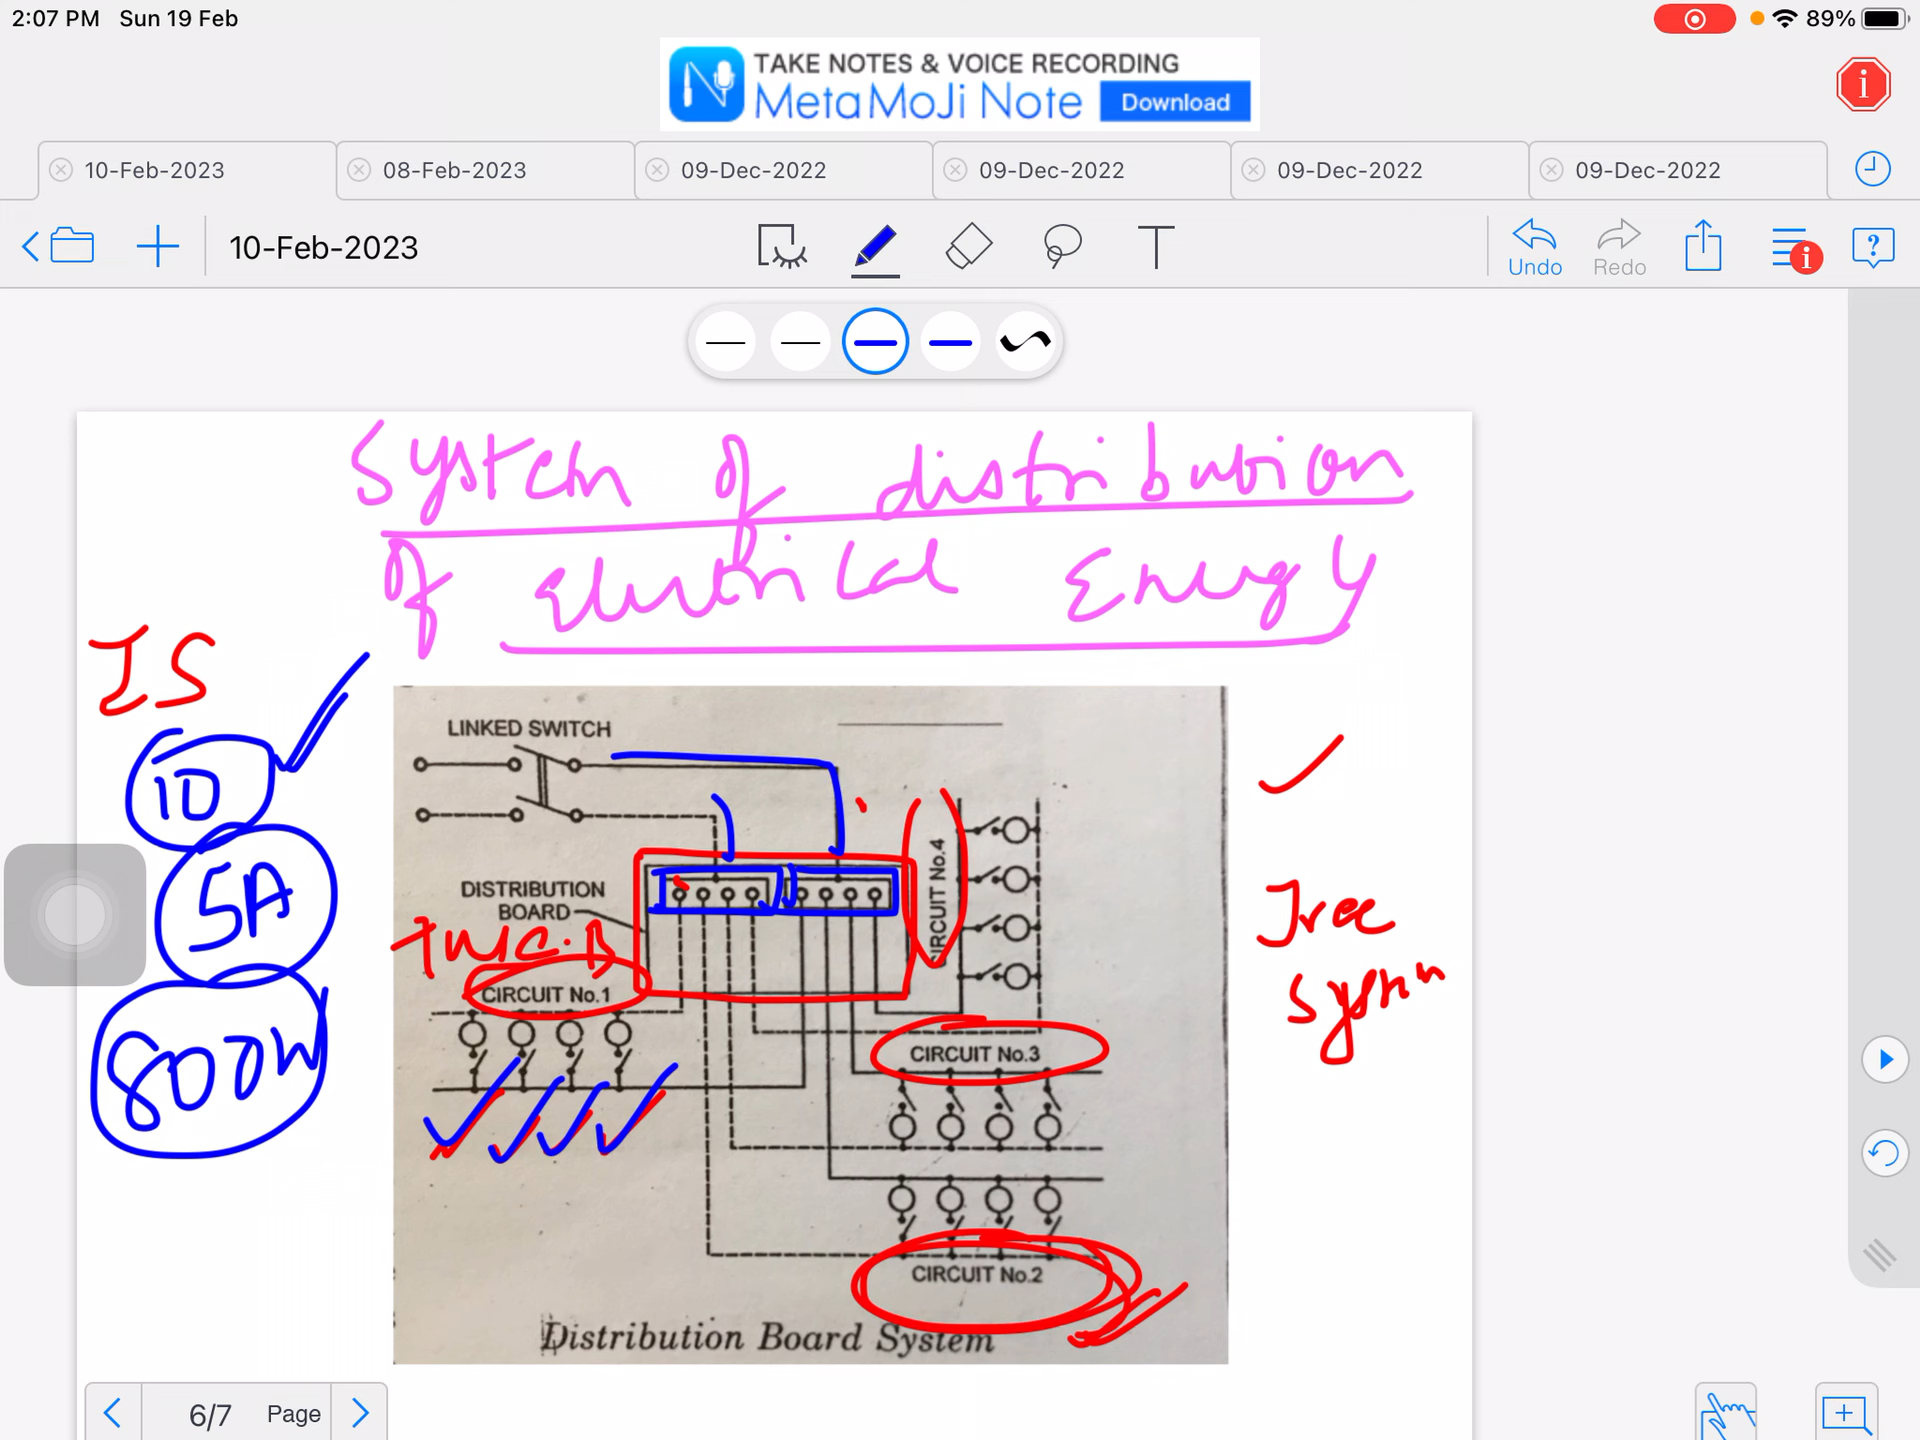 2:07 PM Sun 19 Feb
89%
TAKE NOTES & VOICE RECORDING
MetaMoJi Note
Download
10-Feb-2023
08-Feb-2023
09-Dec-2022
09-Dec-2022
09-Dec-2022
09-Dec-2022
10-Feb-2023
Undo
Redo
System of distribution
of Electrical Energy
IS
10
5A
800W
LINKED SWITCH
DISTRIBUTION
BOARD
CIRCUIT No.1
CIRCUIT No.4
CIRCUIT No.3
CIRCUIT No.2
Distribution Board System
Tree
System
6/7 Page